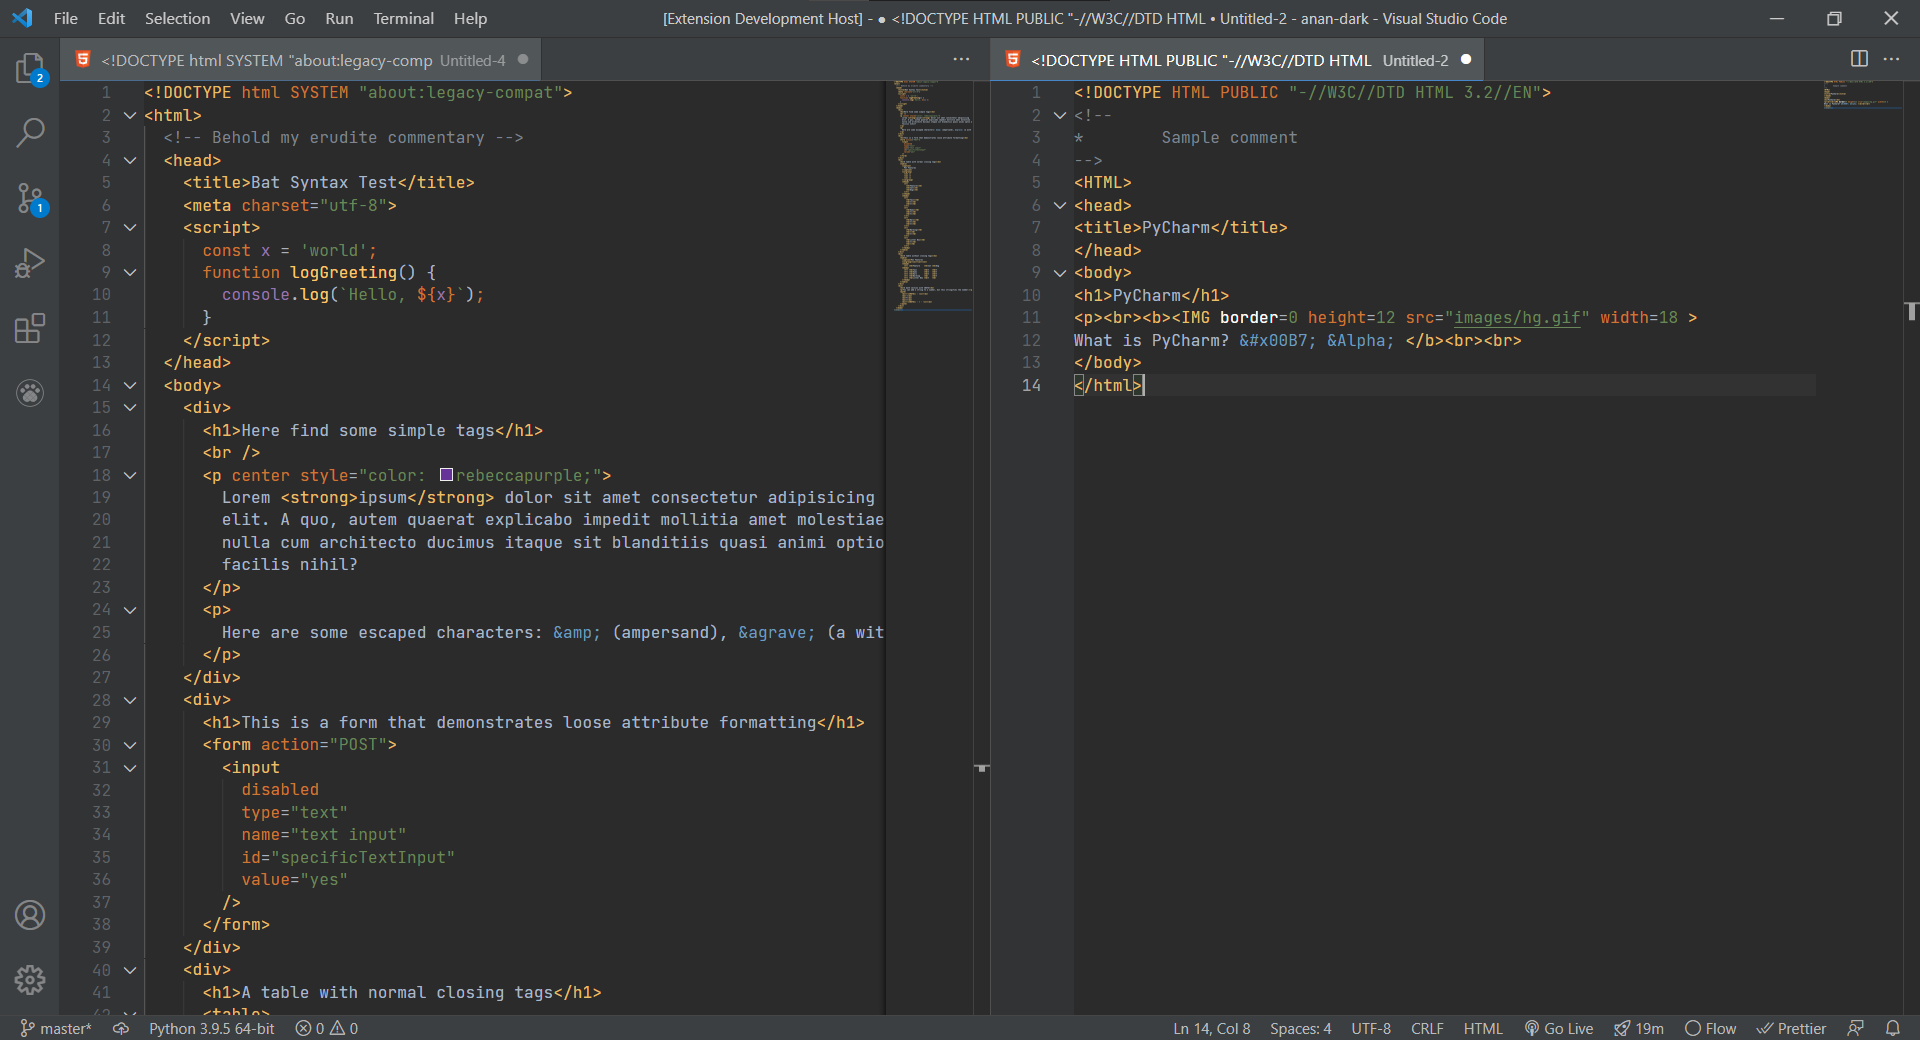 File Edit Selection View Go Run Terminal Help
[Extension Development Host] - ● <!DOCTYPE HTML PUBLIC "-//W3C//DTD HTML • Untitled-2 - anan-dark - Visual Studio Code
<!DOCTYPE html SYSTEM "about:legacy-comp Untitled-4
1 <!DOCTYPE html SYSTEM "about:legacy-compat">
2 <html>
3 <!-- Behold my erudite commentary -->
4 <head>
5 <title>Bat Syntax Test</title>
6 <meta charset="utf-8">
7 <script>
8 const x = 'world';
9 function logGreeting() {
10 console.log(`Hello, ${x}`);
11 }
12 </script>
13 </head>
14 <body>
15 <div>
16 <h1>Here find some simple tags</h1>
17 <br />
18 <p center style="color: rebeccapurple;">
19 Lorem <strong>ipsum</strong> dolor sit amet consectetur adipisicing
20 elit. A quo, autem quaerat explicabo impedit mollitia amet molestiae
21 nulla cum architecto ducimus itaque sit blanditiis quasi animi optio
22 facilis nihil?
23 </p>
24 <p>
25 Here are some escaped characters: &amp; (ampersand), &agrave; (a wit
26 </p>
27 </div>
28 <div>
29 <h1>This is a form that demonstrates loose attribute formatting</h1>
30 <form action="POST">
31 <input
32 disabled
33 type="text"
34 name="text input"
35 id="specificTextInput"
36 value="yes"
37 />
38 </form>
39 </div>
40 <div>
41 <h1>A table with normal closing tags</h1>
42 <table>
<!DOCTYPE HTML PUBLIC "-//W3C//DTD HTML Untitled-2
1 <!DOCTYPE HTML PUBLIC "-//W3C//DTD HTML 3.2//EN">
2 <!--
3 * Sample comment
4 -->
5 <HTML>
6 <head>
7 <title>PyCharm</title>
8 </head>
9 <body>
10 <h1>PyCharm</h1>
11 <p><br><b><IMG border=0 height=12 src="images/hg.gif" width=18 >
12 What is PyCharm? &#x00B7; &Alpha; </b><br><br>
13 </body>
14 </html>
2
1
master* Python 3.9.5 64-bit 0 0 Ln 14, Col 8 Spaces: 4 UTF-8 CRLF HTML Go Live 19m Flow Prettier